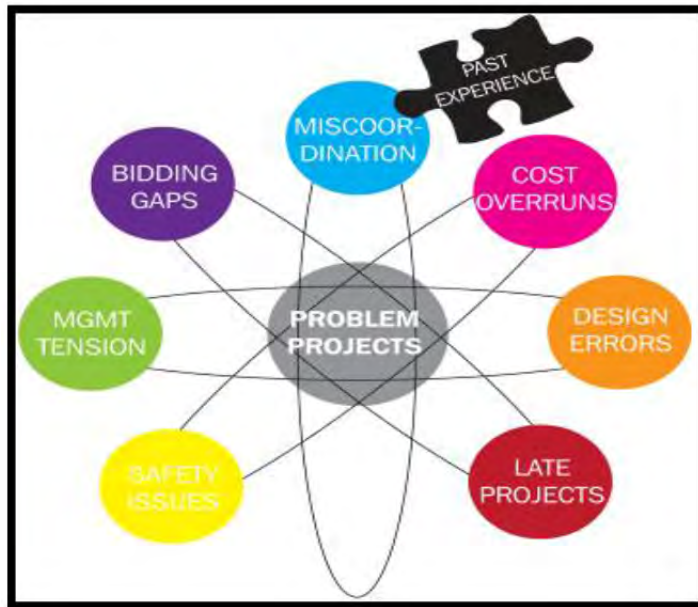 PAST
EXPERIENCE
MISCOOR-
DINATION
BIDDING
GAPS
COST
OVERRUNS
MGMT
TENSION
PROBLEM
PROJECTS
DESIGN
ERRORS
SAFETY
ISSUES
LATE
PROJECTS